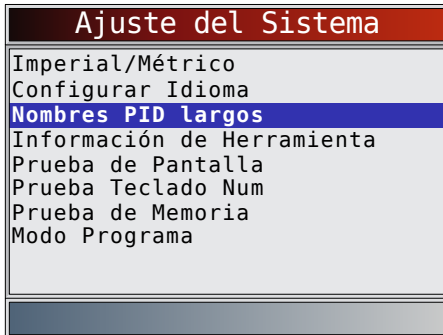 Ajuste del Sistema
Imperial/Métrico
Configurar Idioma
Nombres PID largos
Información de Herramienta
Prueba de Pantalla
Prueba Teclado Num
Prueba de Memoria
Modo Programa